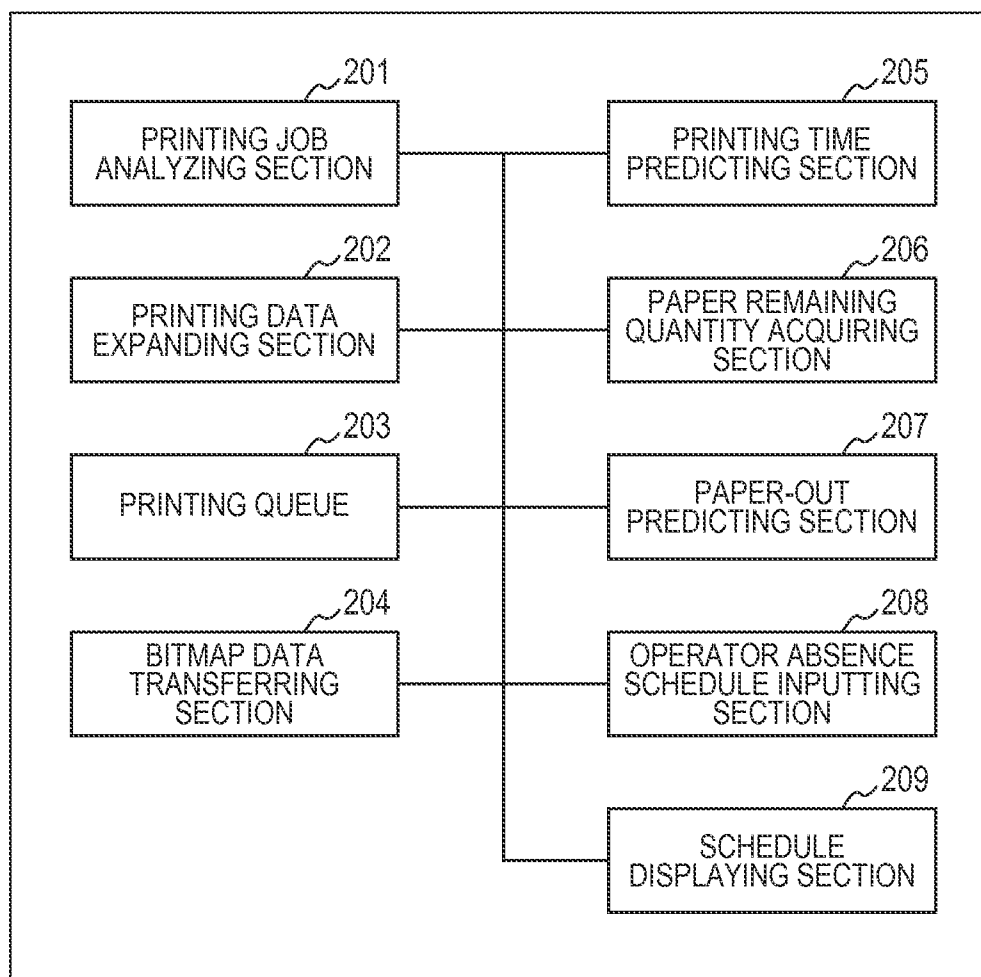 201
PRINTING JOB
ANALYZING SECTION
202
PRINTING DATA
EXPANDING SECTION
203
PRINTING QUEUE
204
BITMAP DATA
TRANSFERRING
SECTION
205
PRINTING TIME
PREDICTING SECTION
206
PAPER REMAINING
QUANTITY ACQUIRING
SECTION
207
PAPER-OUT
PREDICTING SECTION
208
OPERATOR ABSENCE
SCHEDULE INPUTTING
SECTION
209
SCHEDULE
DISPLAYING SECTION